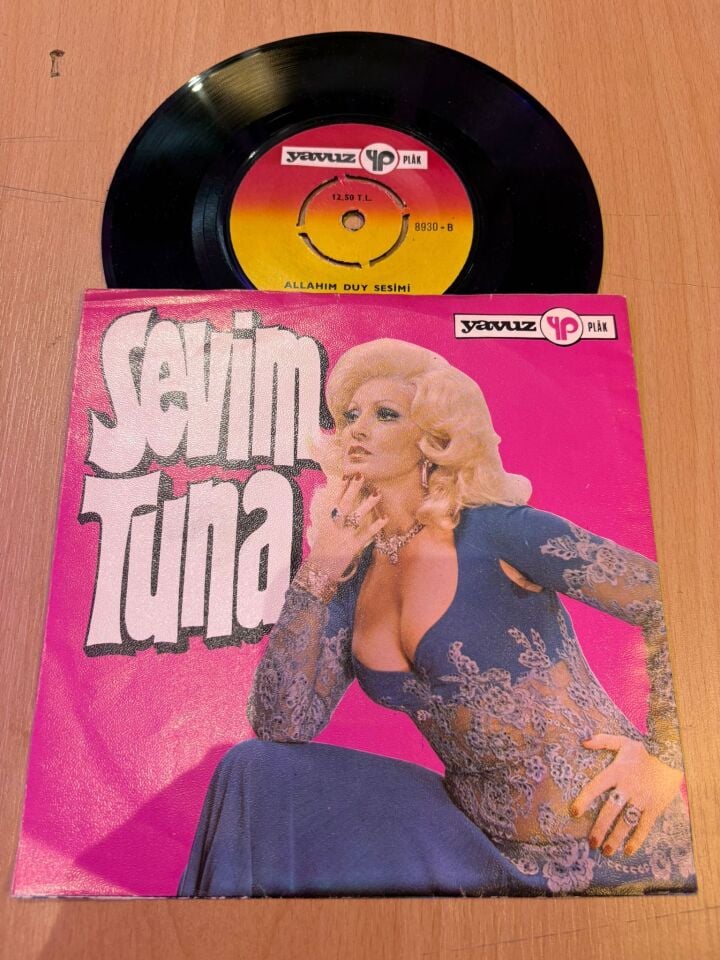 yavuz YP PLÂK
12.50 T.L.
8930 - B
ALLAHIM DUY SESİMİ
yavuz YP PLÂK
Sevim
Tuna